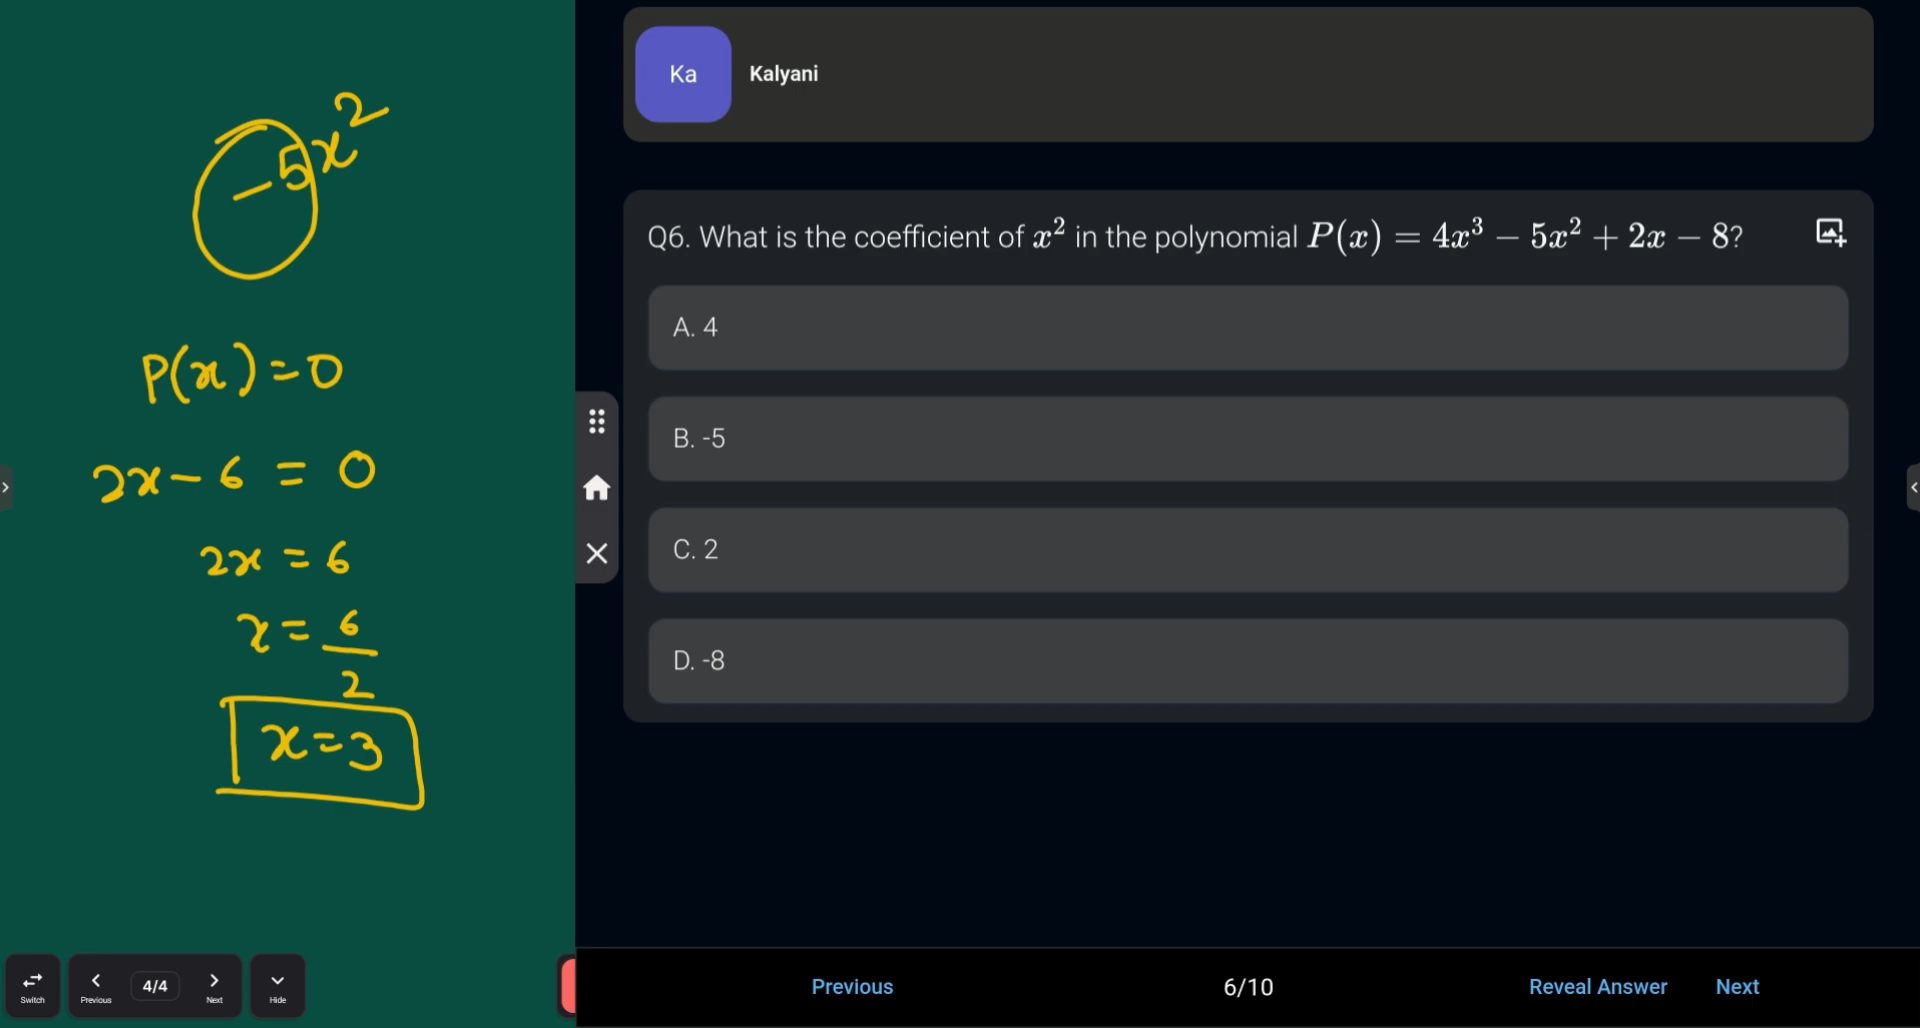 -5x²
P(x)=0
2x-6 = 0
2x = 6
x = 6/2
x=3
Ka
Kalyani
Q6. What is the coefficient of x² in the polynomial P(x) = 4x³ − 5x² + 2x − 8?
A. 4
B. -5
C. 2
D. -8
Switch
Previous
4/4
Next
Hide
Previous
6/10
Reveal Answer
Next